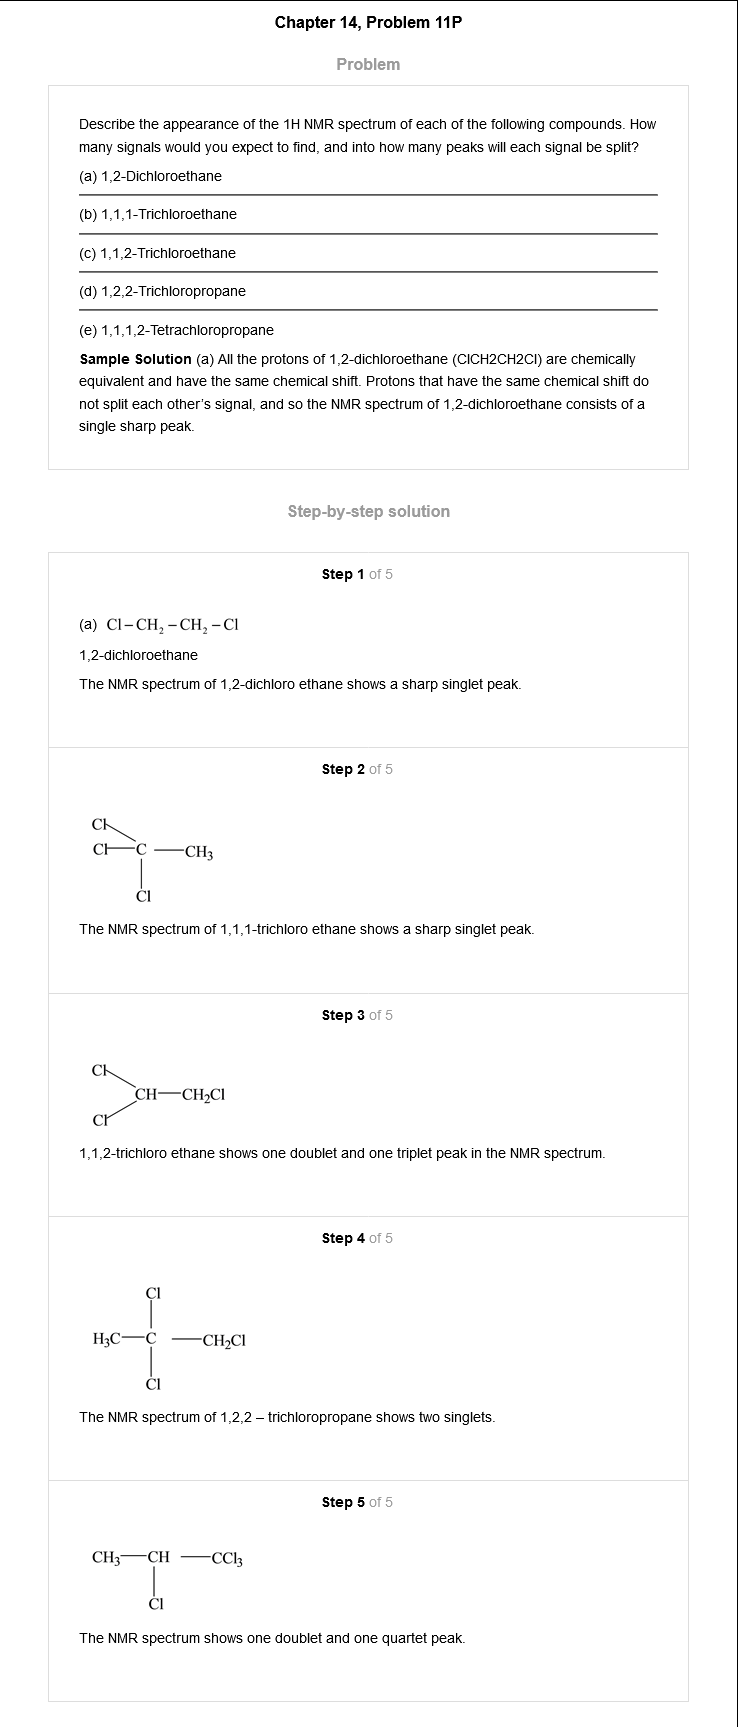 Chapter 14, Problem 11P
Problem
Describe the appearance of the 1H NMR spectrum of each of the following compounds. How
many signals would you expect to find, and into how many peaks will each signal be split?
(a) 1,2-Dichloroethane
(b) 1,1,1-Trichloroethane
(c) 1,1,2-Trichloroethane
(d) 1,2,2-Trichloropropane
(e) 1,1,1,2-Tetrachloropropane
Sample Solution (a) All the protons of 1,2-dichloroethane (ClCH2CH2Cl) are chemically
equivalent and have the same chemical shift. Protons that have the same chemical shift do
not split each other's signal, and so the NMR spectrum of 1,2-dichloroethane consists of a
single sharp peak.
Step-by-step solution
Step 1 of 5
(a) Cl–CH₂–CH₂–Cl
1,2-dichloroethane
The NMR spectrum of 1,2-dichloro ethane shows a sharp singlet peak.
Step 2 of 5
Cl
Cl—C—CH₃
Cl
The NMR spectrum of 1,1,1-trichloro ethane shows a sharp singlet peak.
Step 3 of 5
Cl
CH—CH₂Cl
Cl
1,1,2-trichloro ethane shows one doublet and one triplet peak in the NMR spectrum.
Step 4 of 5
Cl
H₃C—C—CH₂Cl
Cl
The NMR spectrum of 1,2,2 – trichloropropane shows two singlets.
Step 5 of 5
CH₃—CH—CCl₃
Cl
The NMR spectrum shows one doublet and one quartet peak.